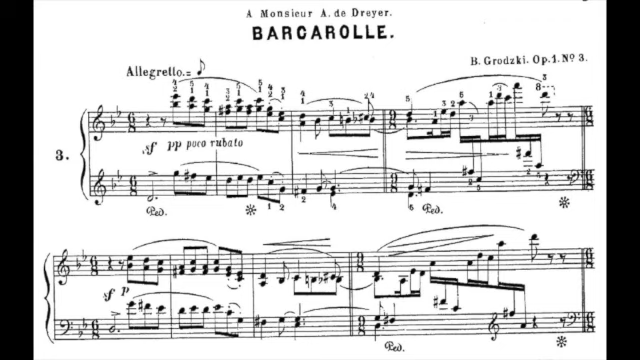 A Monsieur A. de Dreyer.
BARCAROLLE.
B. Grodzki. Op. 1. Nº 3.
Allegretto. = ♪
3.
sf pp poco rubato
Ped. Ped.
sf p
Ped.